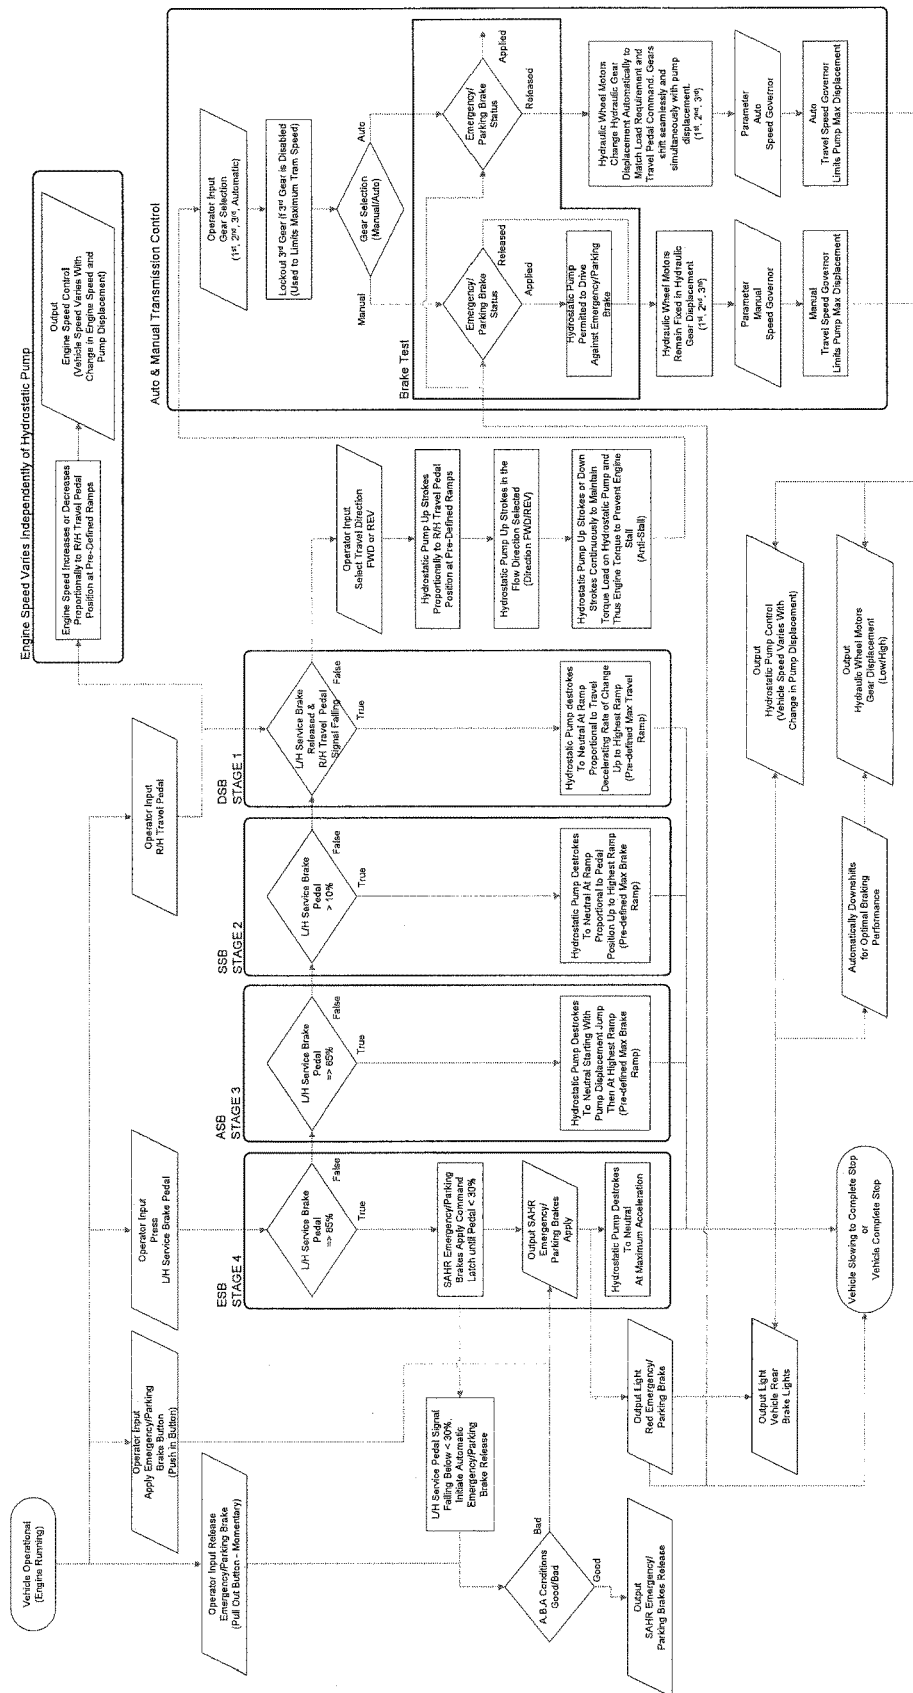 Vehicle Operational
(Engine Running)
Operator Input Release
Emergency/Parking Brake
(Pull Out Button - Momentary)
Operator Input
Apply Emergency/Parking
Brake Button
(Push in Button)
Operator Input
Press
L/H Service Brake Pedal
Operator Input
R/H Travel Pedal
Engine Speed Varies Independently of Hydrostatic Pump
Engine Speed Increases or Decreases
Proportionally to R/H Travel Pedal
Position at Pre-Defined Ramps
Output
Engine Speed Control
(Vehicle Speed Varies With
Change in Engine Speed and
Pump Displacement)
ESB
STAGE 4
L/H Service Brake
Pedal
=> 85%
False
True
SAHR Emergency/Parking
Brakes Apply Command
Latch until Pedal < 30%
Output SAHR
Emergency/
Parking Brakes
Apply
Hydrostatic Pump Destrokes
To Neutral
At Maximum Acceleration
ASB
STAGE 3
L/H Service Brake
Pedal
=> 65%
False
True
Hydrostatic Pump Destrokes
To Neutral Starting With
Pump Displacement Jump
Then At Highest Ramp
(Pre-defined Max Brake
Ramp)
SSB
STAGE 2
L/H Service Brake
Pedal
> 10%
False
True
Hydrostatic Pump Destrokes
To Neutral At Ramp
Proportional to Pedal
Position Up to Highest Ramp
(Pre-defined Max Brake
Ramp)
DSB
STAGE 1
L/H Service Brake
Released &
R/H Travel Pedal
Signal Falling
False
True
Hydrostatic Pump destrokes
To Neutral At Ramp
Proportional to Travel
Decelerating Rate of Change
Up to Highest Ramp
(Pre-defined Max Travel
Ramp)
Operator Input
Select Travel Direction
FWD or REV
Hydrostatic Pump Up Strokes
Proportionally to R/H Travel Pedal
Position at Pre-Defined Ramps
Hydrostatic Pump Up Strokes in the
Flow Direction Selected
(Direction FWD/REV)
Hydrostatic Pump Up Strokes or Down
Strokes Continuously to Maintain
Torque Load on Hydrostatic Pump and
Thus Engine Torque to Prevent Engine
Stall
(Anti-Stall)
Auto & Manual Transmission Control
Operator Input
Gear Selection
(1st, 2nd, 3rd, Automatic)
Lockout 3rd Gear if 3rd Gear is Disabled
(Used to Limits Maximum Tram Speed)
Gear Selection
(Manual/Auto)
Manual
Auto
Brake Test
Emergency/
Parking Brake
Status
Released
Applied
Emergency/
Parking Brake
Status
Applied
Released
Hydrostatic Pump
Permitted to Drive
Against Emergency/Parking
Brake
Hydraulic Wheel Motors
Remain Fixed in Hydraulic
Gear Displacement
(1st, 2nd, 3rd)
Hydraulic Wheel Motors
Change Hydraulic Gear
Displacement Automatically to
Match Load Requirement and
Travel Pedal Command. Gears
shift seamlessly and
simultaneously with pump
displacement.
(1st, 2nd, 3rd)
Parameter
Manual
Speed Governor
Parameter
Auto
Speed Governor
Manual
Travel Speed Governor
Limits Pump Max Displacement
Auto
Travel Speed Governor
Limits Pump Max Displacement
L/H Service Pedal Signal
Falling Below < 30%.
Initiate Automatic
Emergency/Parking
Brake Release
A.B.A Conditions
Good/Bad
Bad
Good
Output
SAHR Emergency/
Parking Brakes Release
Output Light
Red Emergency/
Parking Brake
Output Light
Vehicle Rear
Brake Lights
Vehicle Slowing to Complete Stop
or
Vehicle Complete Stop
Automatically Downshifts
for Optimal Braking
Performance
Output
Hydrostatic Pump Control
(Vehicle Speed Varies With
Change in Pump Displacement)
Output
Hydraulic Wheel Motors
Gear Displacement
(Low/High)